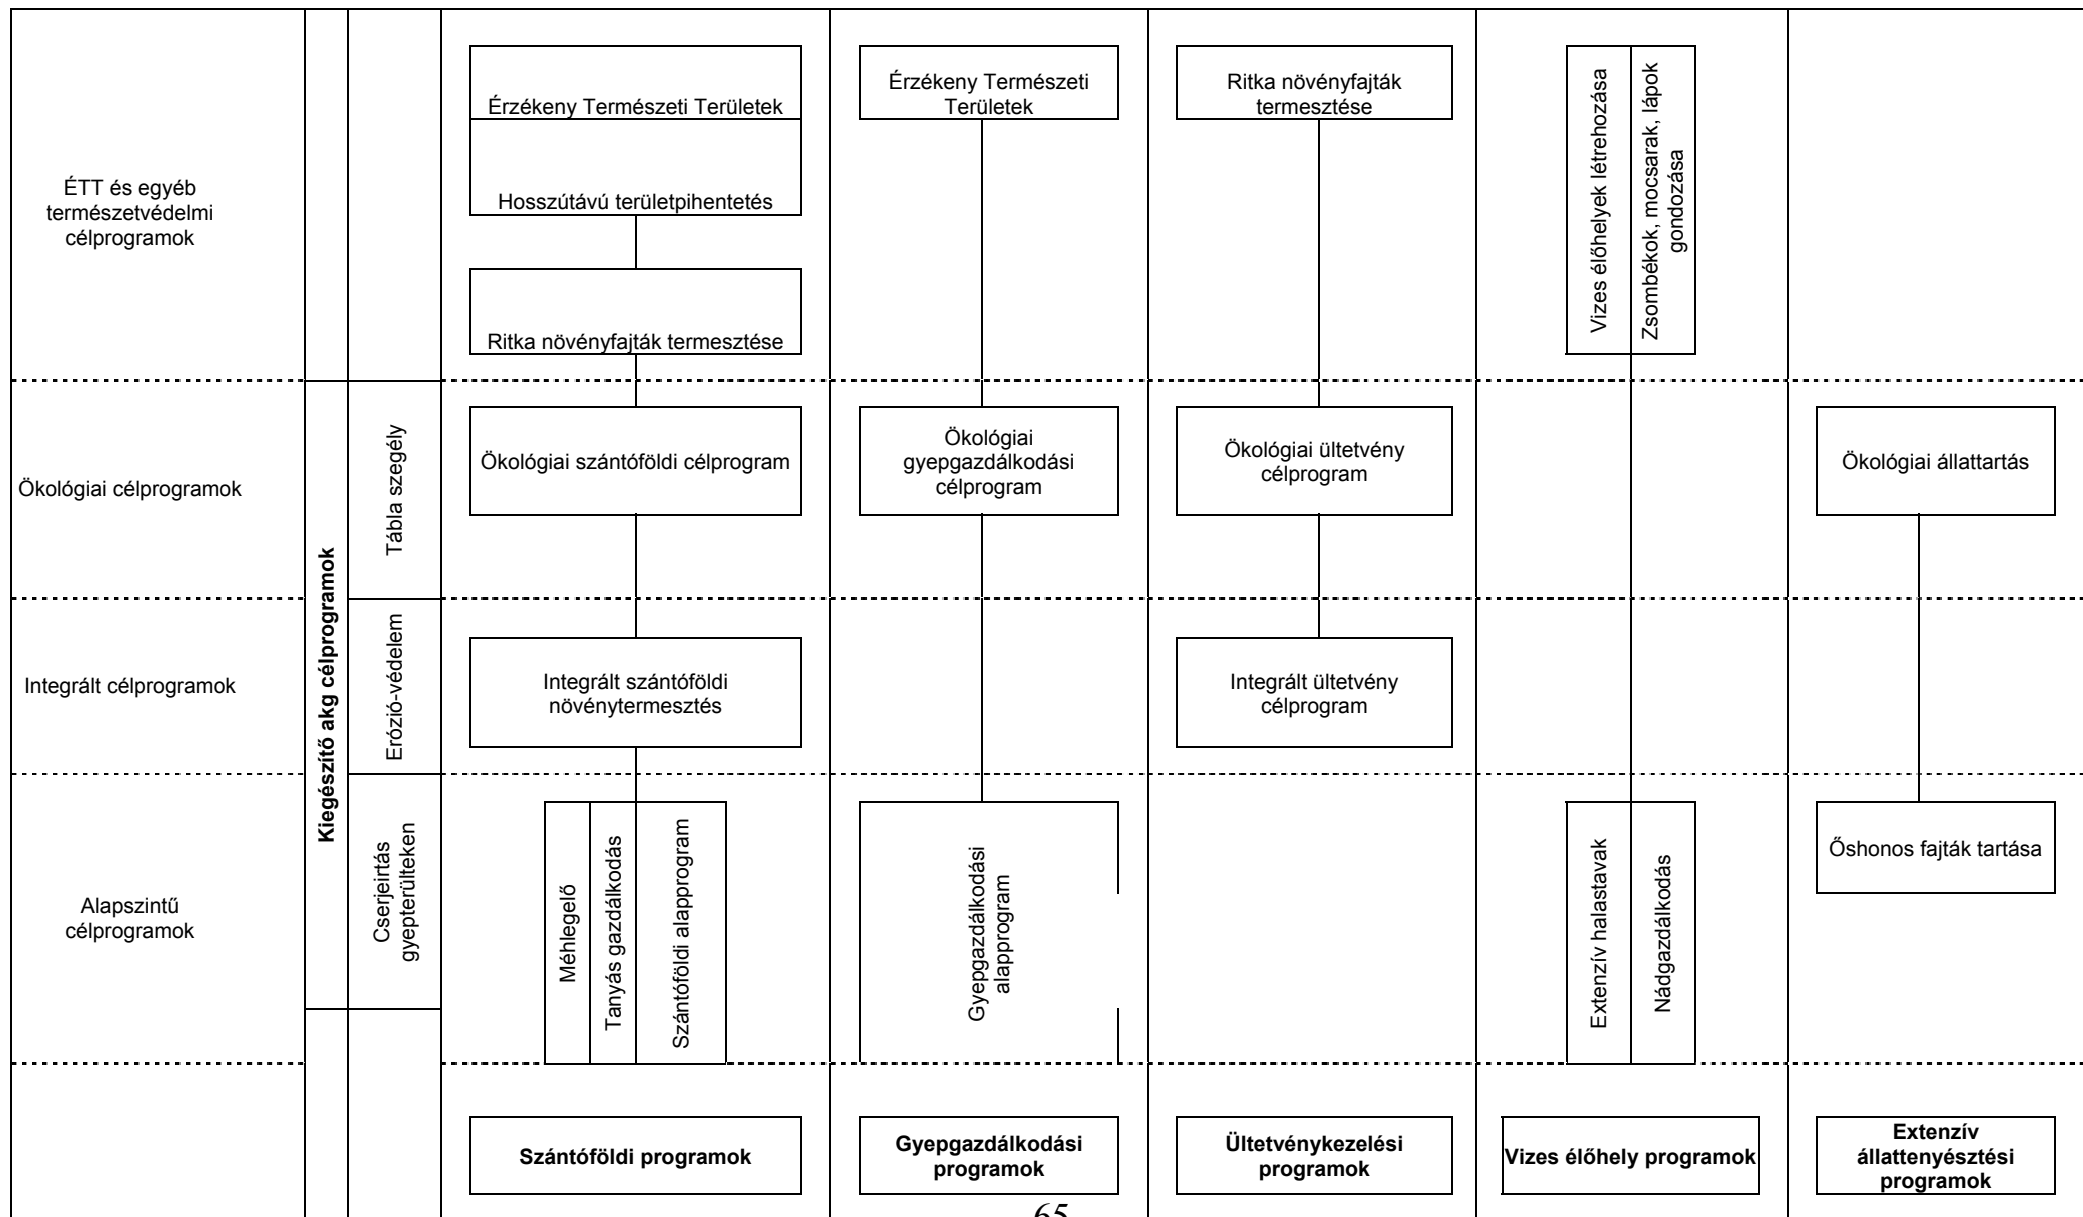 Érzékeny Természeti Területek
Hosszútávú területpihentetés
Ritka növényfajták termesztése
Érzékeny Természeti
Területek
Ritka növényfajták
termesztése
Vizes élőhelyek létrehozása
Zsombékok, mocsarak, lápok
gondozása
ÉTT és egyéb
természetvédelmi
célprogramok
Kiegészítő akg célprogramok
Ökológiai célprogramok
Tábla szegély
Ökológiai szántóföldi célprogram
Ökológiai
gyepgazdálkodási
célprogram
Ökológiai ültetvény
célprogram
Ökológiai állattartás
Integrált célprogramok
Erózió-védelem
Integrált szántóföldi
növénytermesztés
Integrált ültetvény
célprogram
Alapszintű
célprogramok
Cserjeirtás
gyepterülteken
Méhlegelő
Tanyás gazdálkodás
Szántóföldi alapprogram
Gyepgazdálkodási
alapprogram
Extenzív halastavak
Nádgazdálkodás
Őshonos fajták tartása
Szántóföldi programok
Gyepgazdálkodási
programok
Ültetvénykezelési
programok
Vizes élőhely programok
Extenzív
állattenyésztési
programok
65